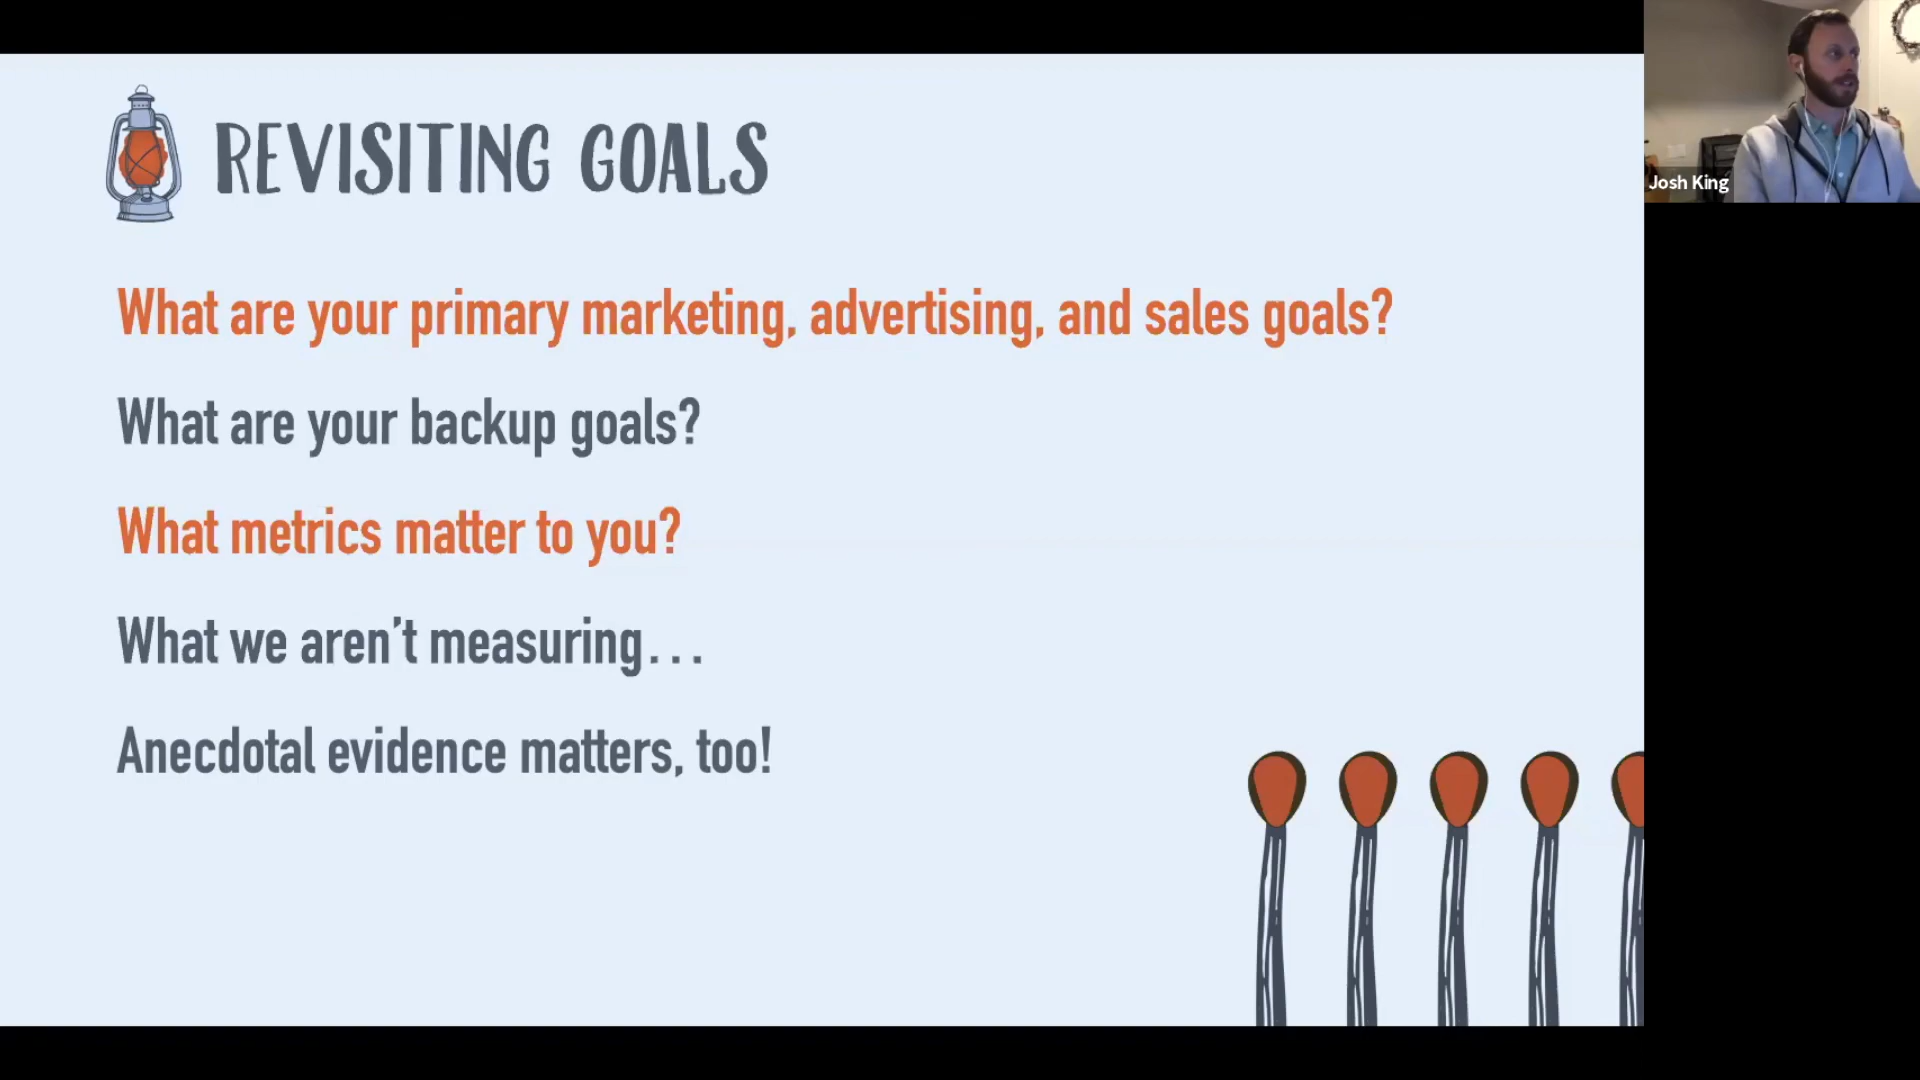 REVISITING GOALS
What are your primary marketing, advertising, and sales goals?
What are your backup goals?
What metrics matter to you?
What we aren’t measuring...
Anecdotal evidence matters, too!
Josh King